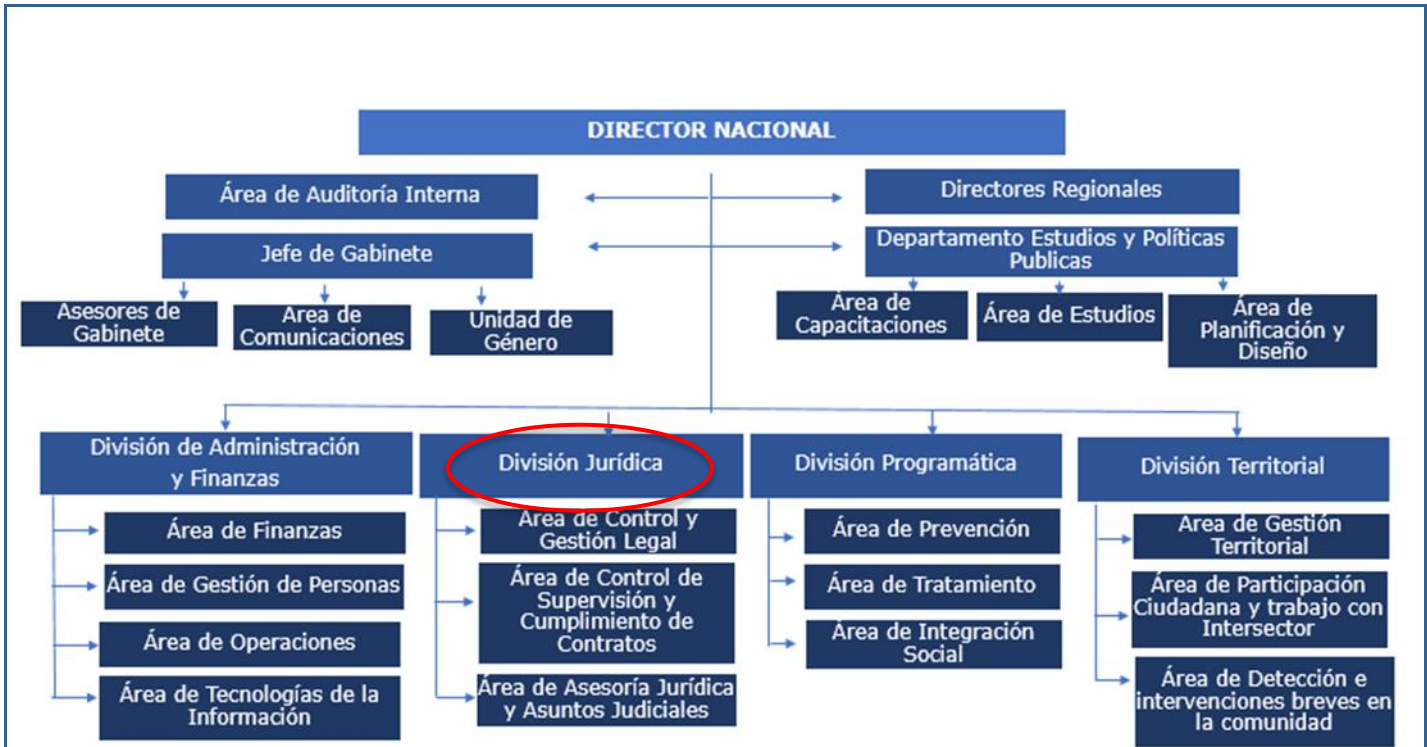 DIRECTOR NACIONAL
Área de Auditoría Interna
Directores Regionales
Jefe de Gabinete
Departamento Estudios y Políticas
Publicas
Asesores de
Gabinete
Area de
Comunicaciones
Unidad de
Género
Área de
Capacitaciones
Área de Estudios
Área de
Planificación y
Diseño
División de Administración
y Finanzas
División Jurídica
División Programática
División Territorial
Área de Finanzas
Área de Gestión de Personas
Área de Operaciones
Área de Tecnologías de la
Información
Área de Control y
Gestión Legal
Área de Control de
Supervisión y
Cumplimiento de
Contratos
Área de Asesoría Jurídica
y Asuntos Judiciales
Área de Prevención
Área de Tratamiento
Área de Integración
Social
Area de Gestión
Territorial
Área de Participación
Ciudadana y trabajo con
Intersector
Área de Detección e
intervenciones breves en
la comunidad